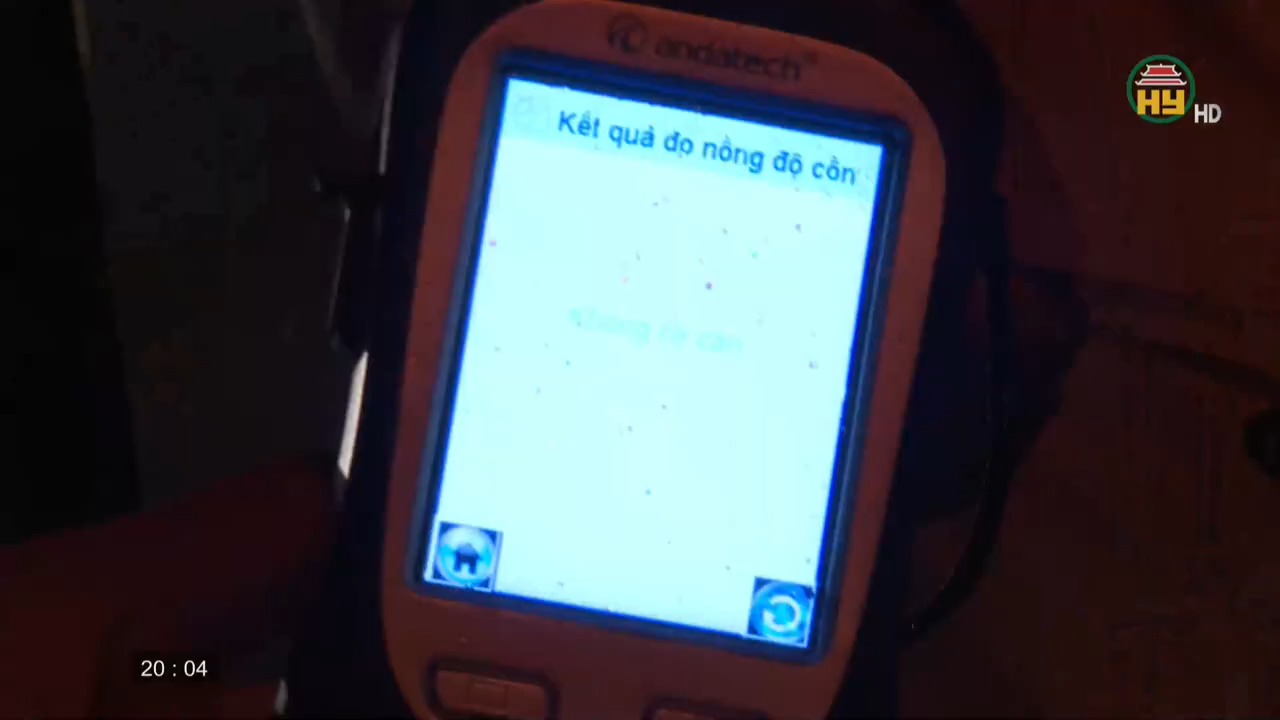 andatech
HY HD
Kết quả đo nồng độ cồn
20 : 04